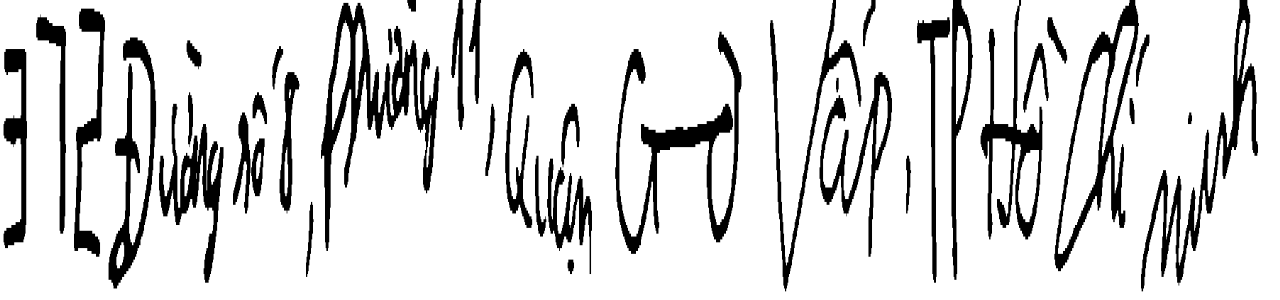 372 Đường số 8, Phường 11, Quận Gò Vấp, TP Hồ Chí Minh